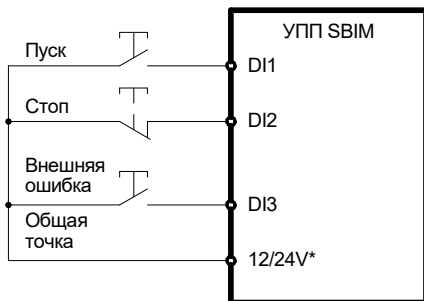 УПП SBIM
Пуск
DI1
Стоп
DI2
Внешняя
ошибка
DI3
Общая
точка
12/24V*